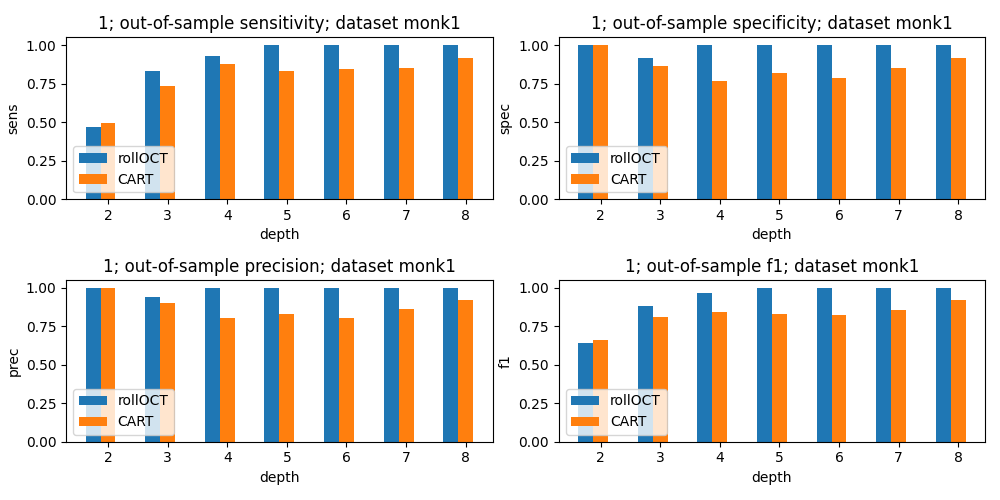 1; out-of-sample sensitivity; dataset monk1
sens
1.00
0.75
0.50
0.25
0.00
rollOCT
CART
2 3 4 5 6 7 8
depth
1; out-of-sample specificity; dataset monk1
spec
1.00
0.75
0.50
0.25
0.00
rollOCT
CART
2 3 4 5 6 7 8
depth
1; out-of-sample precision; dataset monk1
prec
1.00
0.75
0.50
0.25
0.00
rollOCT
CART
2 3 4 5 6 7 8
depth
1; out-of-sample f1; dataset monk1
f1
1.00
0.75
0.50
0.25
0.00
rollOCT
CART
2 3 4 5 6 7 8
depth